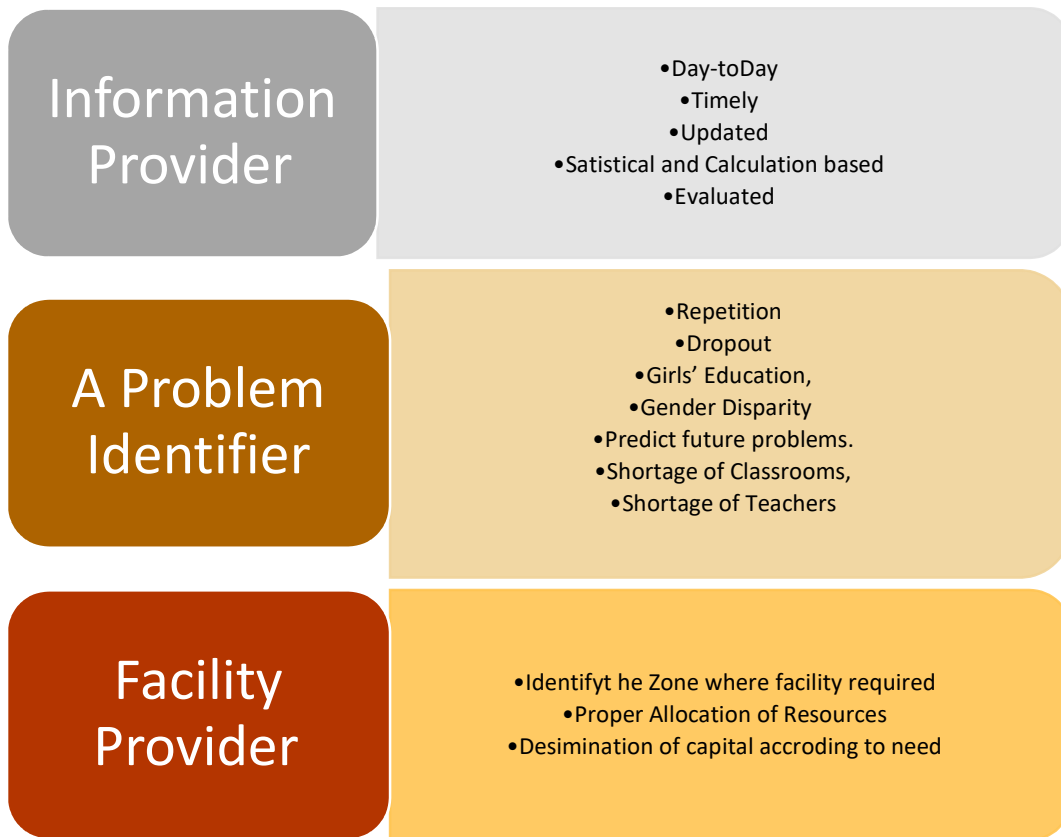 Information
Provider
•Day-toDay
•Timely
•Updated
•Satistical and Calculation based
•Evaluated
A Problem
Identifier
•Repetition
•Dropout
•Girls’ Education,
•Gender Disparity
•Predict future problems.
•Shortage of Classrooms,
•Shortage of Teachers
Facility
Provider
•Identifyt he Zone where facility required
•Proper Allocation of Resources
•Desimination of capital accroding to need